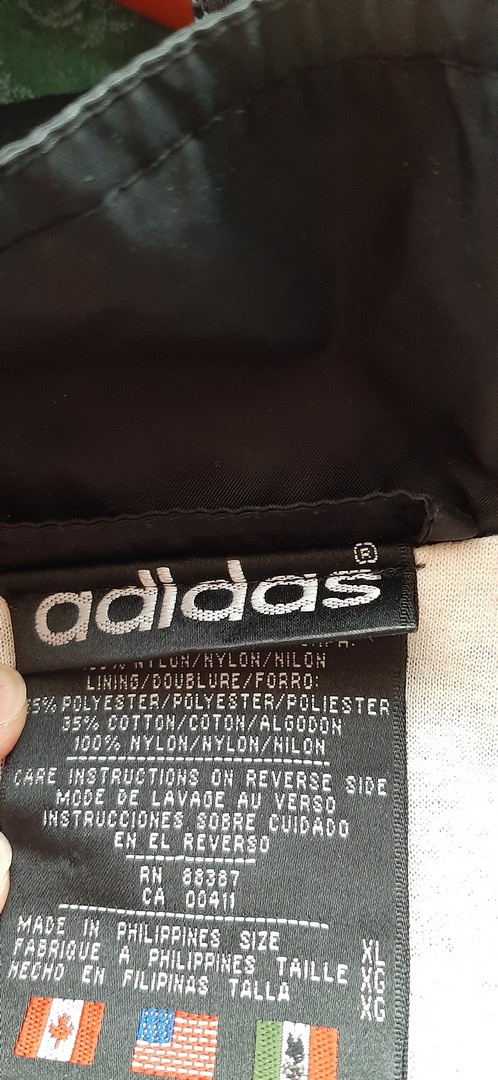 adidas®
100% NYLON/NYLON/NILON
LINING/DOUBLURE/FORRO:
65% POLYESTER/POLYESTER/POLIESTER
35% COTTON/COTON/ALGODON
100% NYLON/NYLON/NILON
CARE INSTRUCTIONS ON REVERSE SIDE
MODE DE LAVAGE AU VERSO
INSTRUCCIONES SOBRE CUIDADO
EN EL REVERSO
RN 88387
CA 00411
MADE IN PHILIPPINES SIZE XL
FABRIQUE A PHILIPPINES TAILLE XG
HECHO EN FILIPINAS TALLA XG